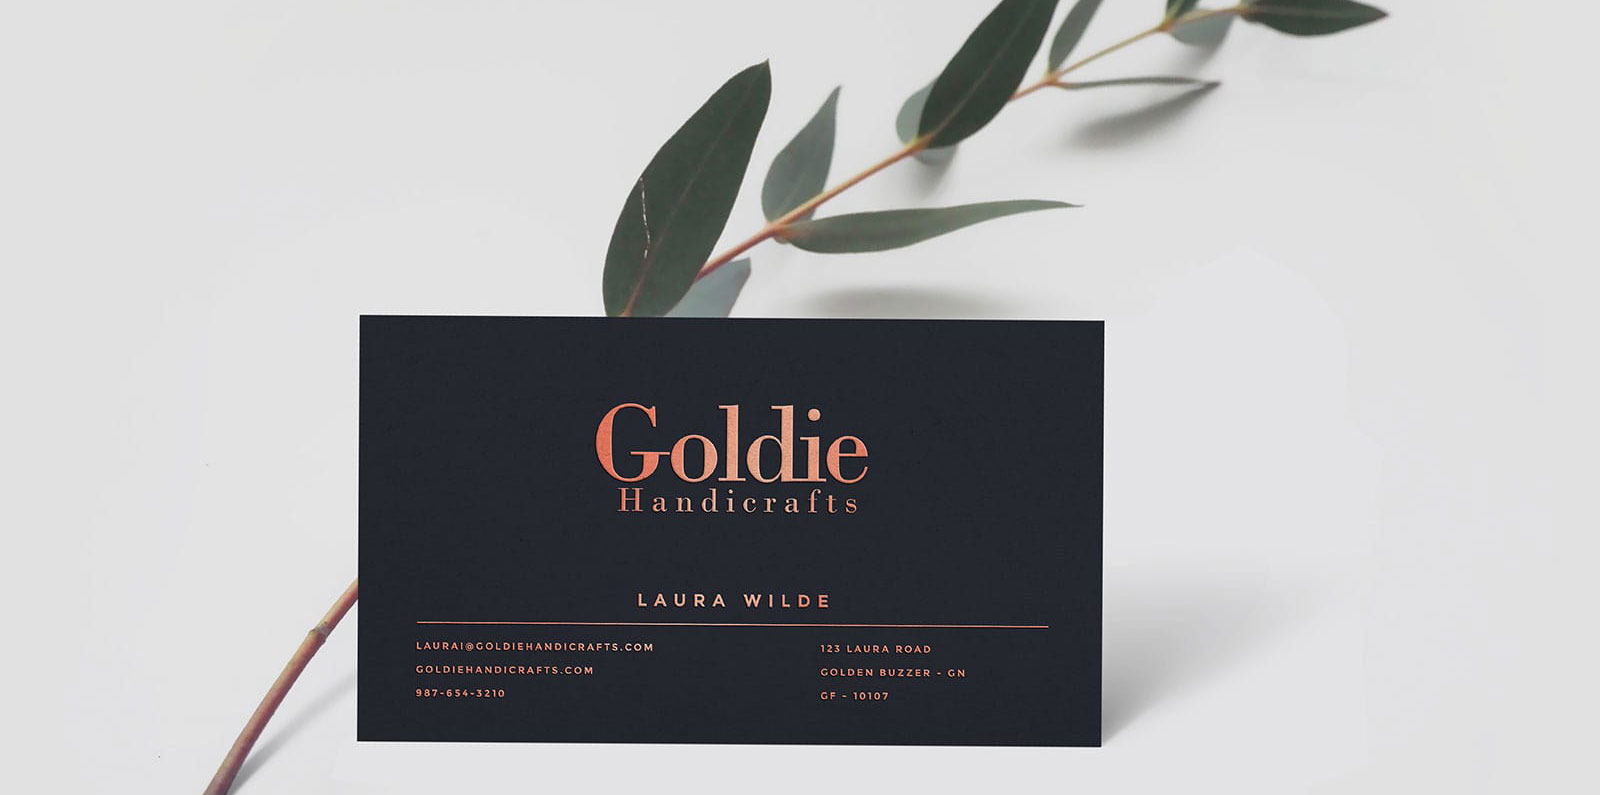 Goldie
Handicrafts
LAURA WILDE
LAURAI@GOLDIEHANDICRAFTS.COM
GOLDIEHANDICRAFTS.COM
987-654-3210
123 LAURA ROAD
GOLDEN BUZZER - GN
GF - 10107